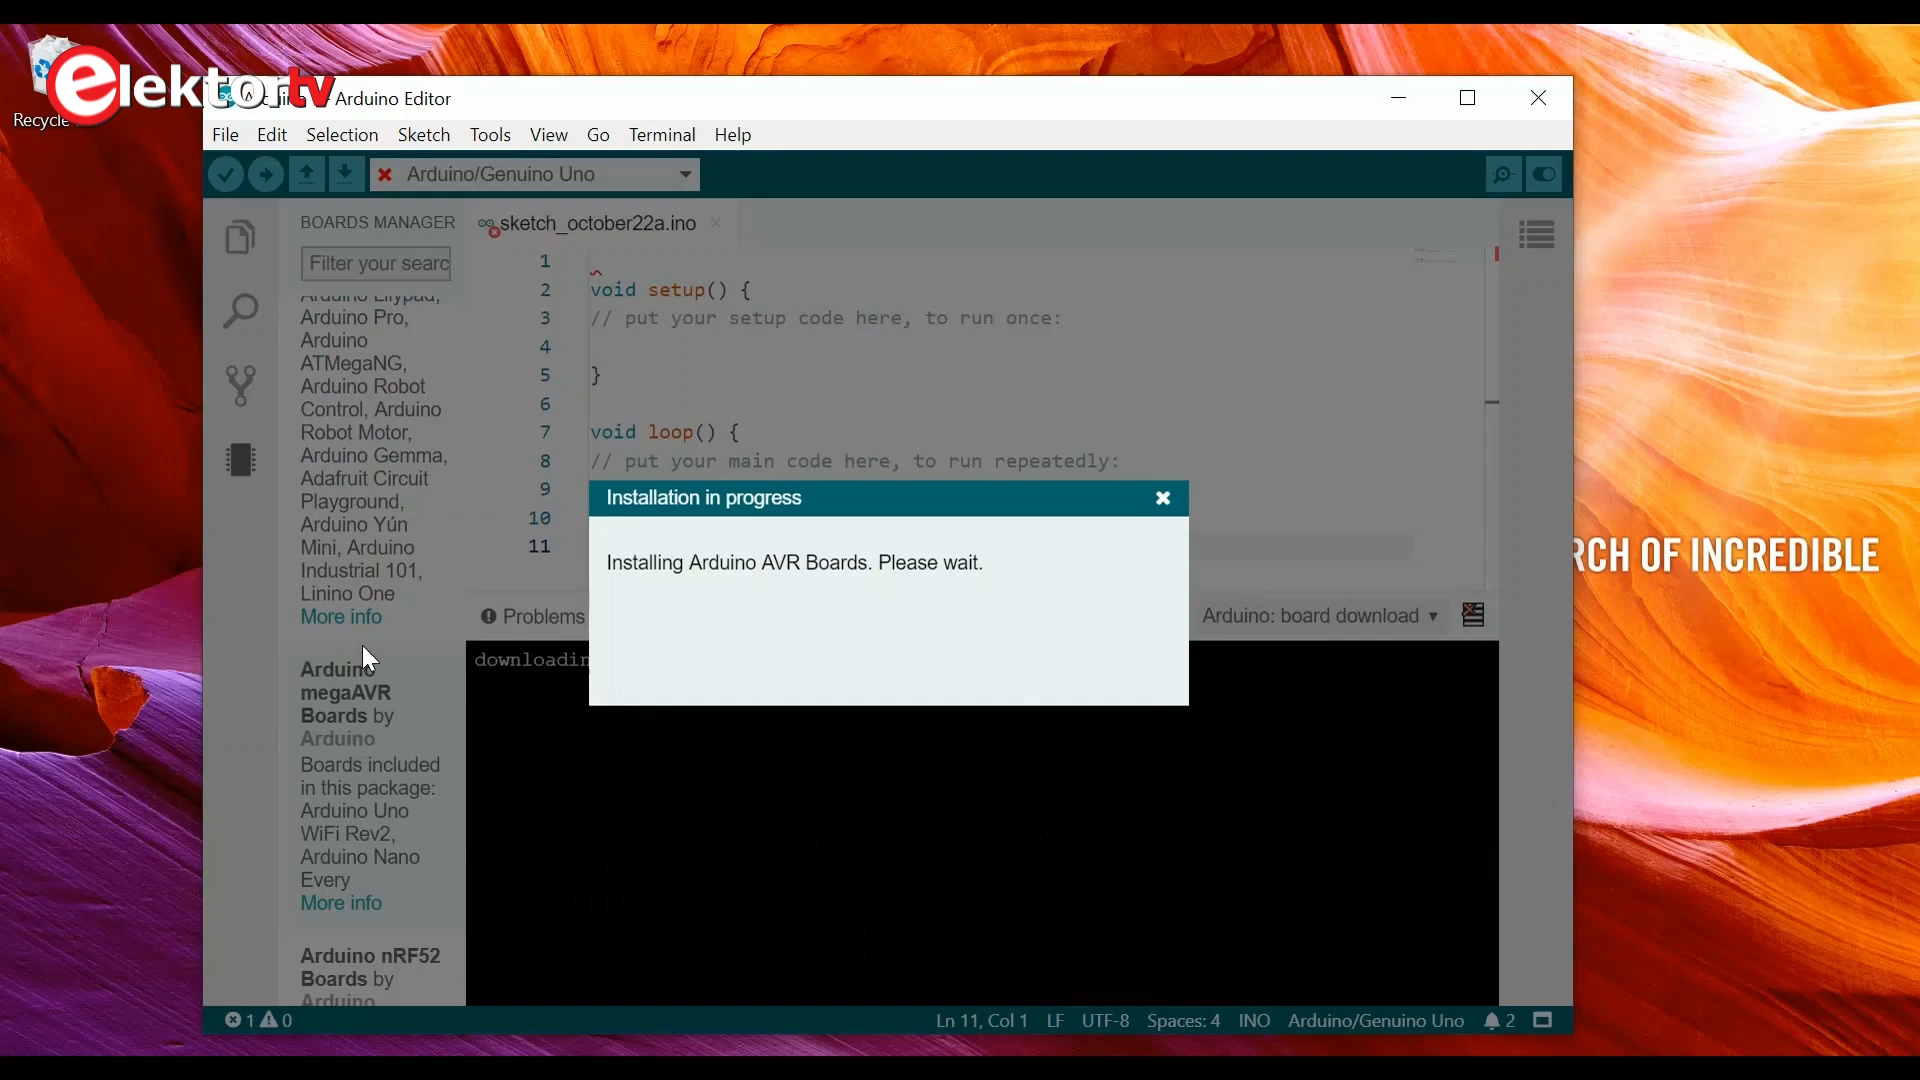 elektortv
Recycle
Arduino Editor
File Edit Selection Sketch Tools View Go Terminal Help
Arduino/Genuino Uno
BOARDS MANAGER
Filter your searc
Arduino Lilypad,
Arduino Pro,
Arduino
ATMegaNG,
Arduino Robot
Control, Arduino
Robot Motor,
Arduino Gemma,
Adafruit Circuit
Playground,
Arduino Yún
Mini, Arduino
Industrial 101,
Linino One
More info
Arduino
megaAVR
Boards by
Arduino
Boards included
in this package:
Arduino Uno
WiFi Rev2,
Arduino Nano
Every
More info
Arduino nRF52
Boards by
Arduino
sketch_october22a.ino
1
2 void setup() {
3 // put your setup code here, to run once:
4
5 }
6
7 void loop() {
8 // put your main code here, to run repeatedly:
9
10
11
Installation in progress
Installing Arduino AVR Boards. Please wait.
Problems
Arduino: board download
downloadin
RCH OF INCREDIBLE
1 0
Ln 11, Col 1 LF UTF-8 Spaces: 4 INO Arduino/Genuino Uno 2